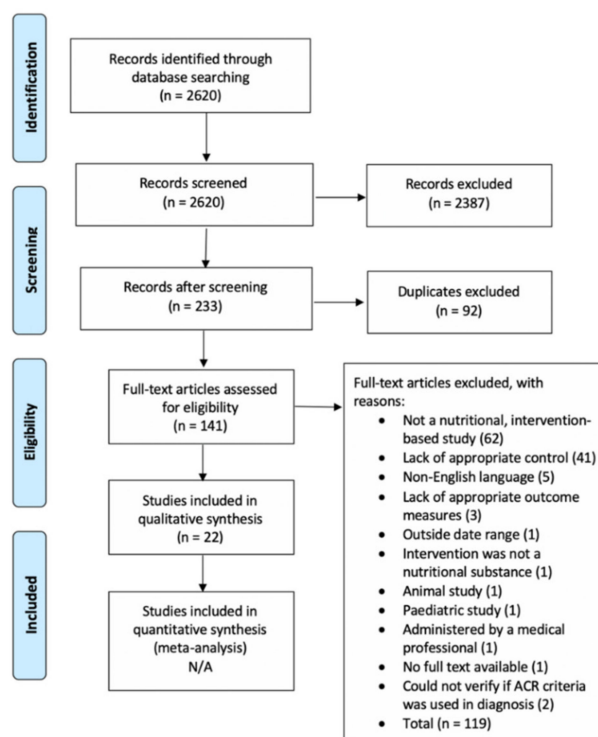 Identification
Records identified through
database searching
(n = 2620)
Screening
Records screened
(n = 2620)
Records excluded
(n = 2387)
Records after screening
(n = 233)
Duplicates excluded
(n = 92)
Eligibility
Full-text articles assessed
for eligibility
(n = 141)
Full-text articles excluded, with
reasons:
• Not a nutritional, intervention-
based study (62)
• Lack of appropriate control (41)
• Non-English language (5)
• Lack of appropriate outcome
measures (3)
• Outside date range (1)
• Intervention was not a
nutritional substance (1)
• Animal study (1)
• Paediatric study (1)
• Administered by a medical
professional (1)
• No full text available (1)
• Could not verify if ACR criteria
was used in diagnosis (2)
• Total (n = 119)
Studies included in
qualitative synthesis
(n = 22)
Included
Studies included in
quantitative synthesis
(meta-analysis)
N/A